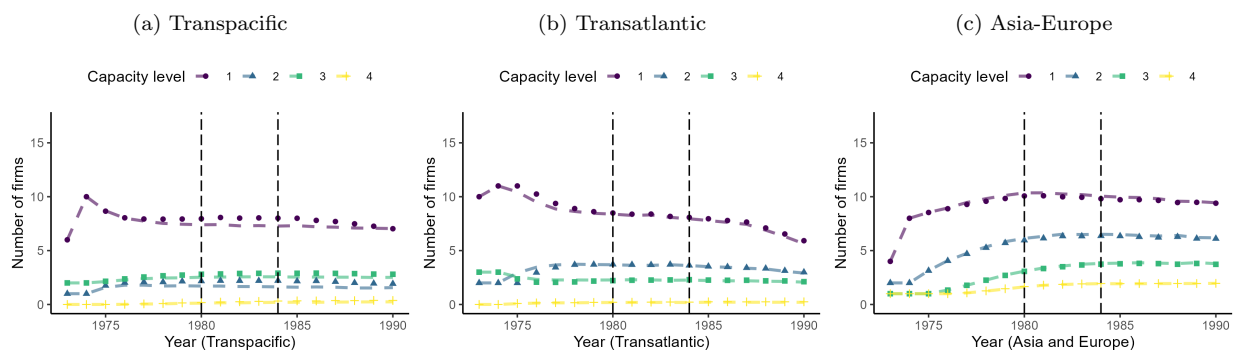 (a) Transpacific
Capacity level 1 2 3 4
Number of firms
15
10
5
0
1975 1980 1985 1990
Year (Transpacific)
(b) Transatlantic
Capacity level 1 2 3 4
Number of firms
15
10
5
0
1975 1980 1985 1990
Year (Transatlantic)
(c) Asia-Europe
Capacity level 1 2 3 4
Number of firms
15
10
5
0
1975 1980 1985 1990
Year (Asia and Europe)